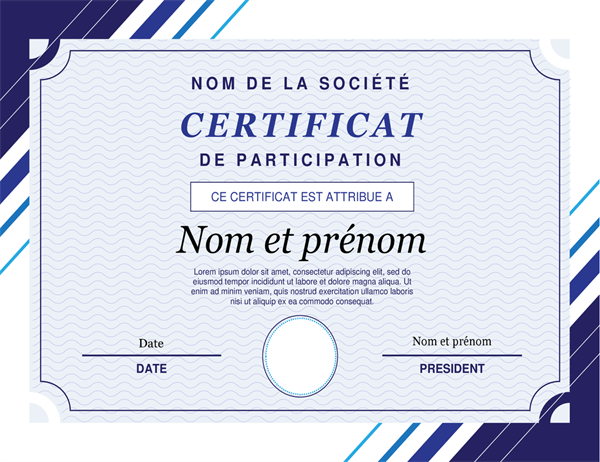 NOM DE LA SOCIÉTÉ
CERTIFICAT
DE PARTICIPATION
CE CERTIFICAT EST ATTRIBUE A
Nom et prénom
Lorem ipsum dolor sit amet, consectetur adipiscing elit, sed do
eiusmod tempor incididunt ut labore et dolore magna aliqua. Ut
enim ad minim veniam, quis nostrud exercitation ullamco laboris
nisi ut aliquip ex ea commodo consequat.
Date
DATE
Nom et prénom
PRESIDENT